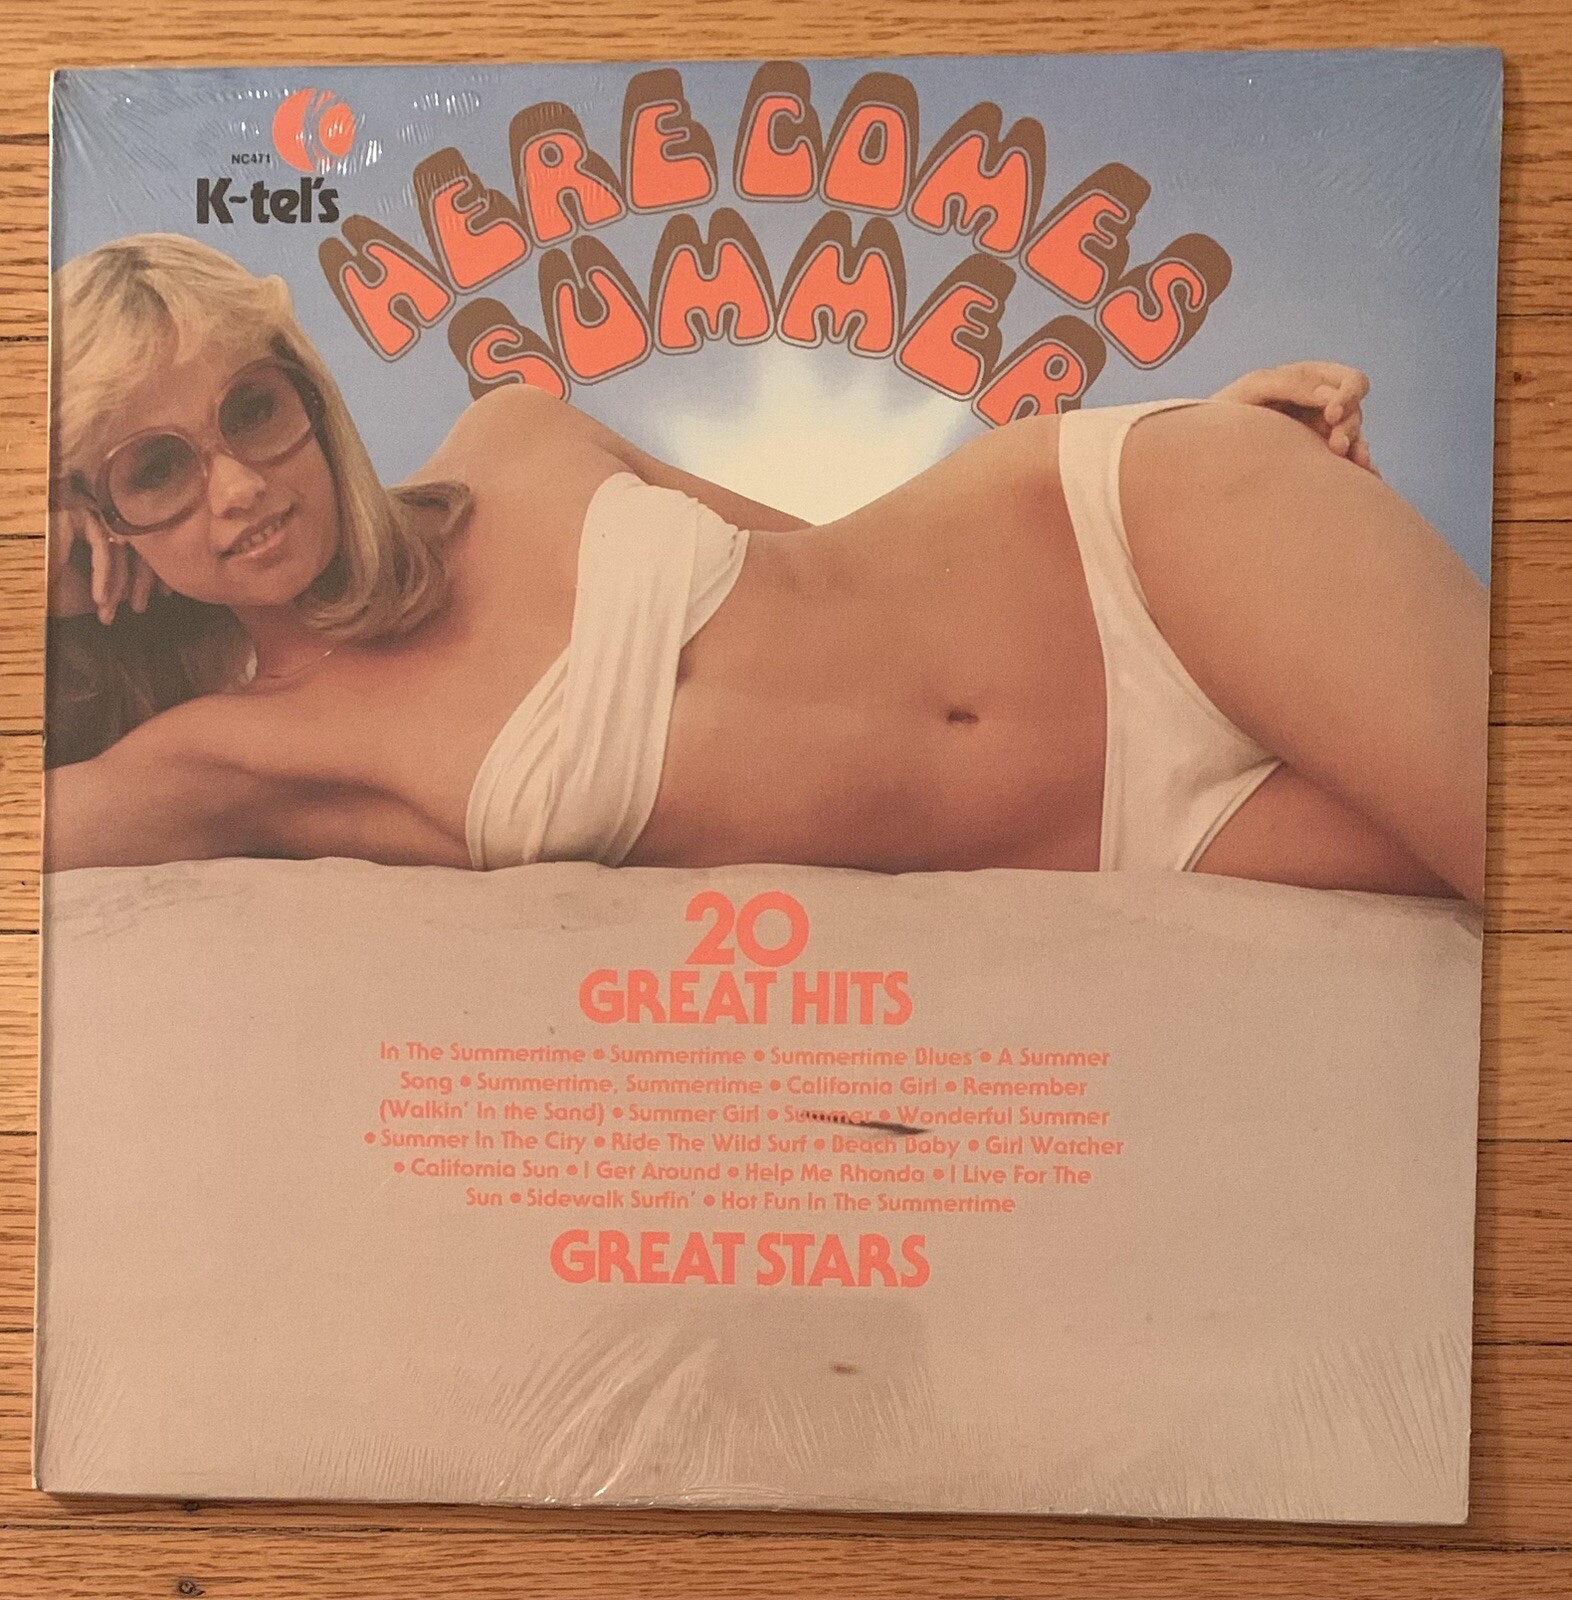 NC471
K-tel's
HERE COMES
SUMMER
20
GREAT HITS
In The Summertime • Summertime • Summertime Blues • A Summer
Song • Summertime, Summertime • California Girl • Remember
(Walkin' In the Sand) • Summer Girl • Summer • Wonderful Summer
• Summer In The City • Ride The Wild Surf • Beach Baby • Girl Watcher
• California Sun • I Get Around • Help Me Rhonda • I Live For The
Sun • Sidewalk Surfin' • Hot Fun In The Summertime
GREAT STARS